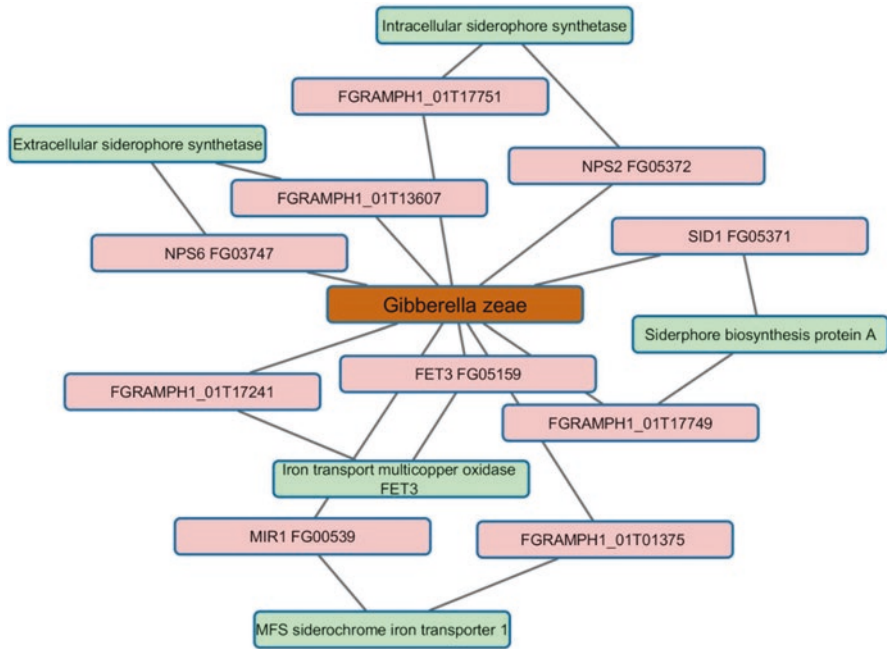 Intracellular siderophore synthetase
FGRAMPH1_01T17751
Extracellular siderophore synthetase
NPS2 FG05372
FGRAMPH1_01T13607
SID1 FG05371
NPS6 FG03747
Gibberella zeae
Siderphore biosynthesis protein A
FET3 FG05159
FGRAMPH1_01T17241
FGRAMPH1_01T17749
Iron transport multicopper oxidase
FET3
MIR1 FG00539
FGRAMPH1_01T01375
MFS siderochrome iron transporter 1